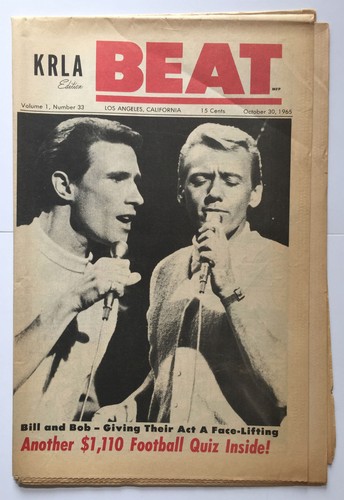 KRLA
Edition
BEAT
Volume 1, Number 33 LOS ANGELES, CALIFORNIA 15 Cents October 30, 1965
Bill and Bob – Giving Their Act A Face-Lifting
Another $1,110 Football Quiz Inside!